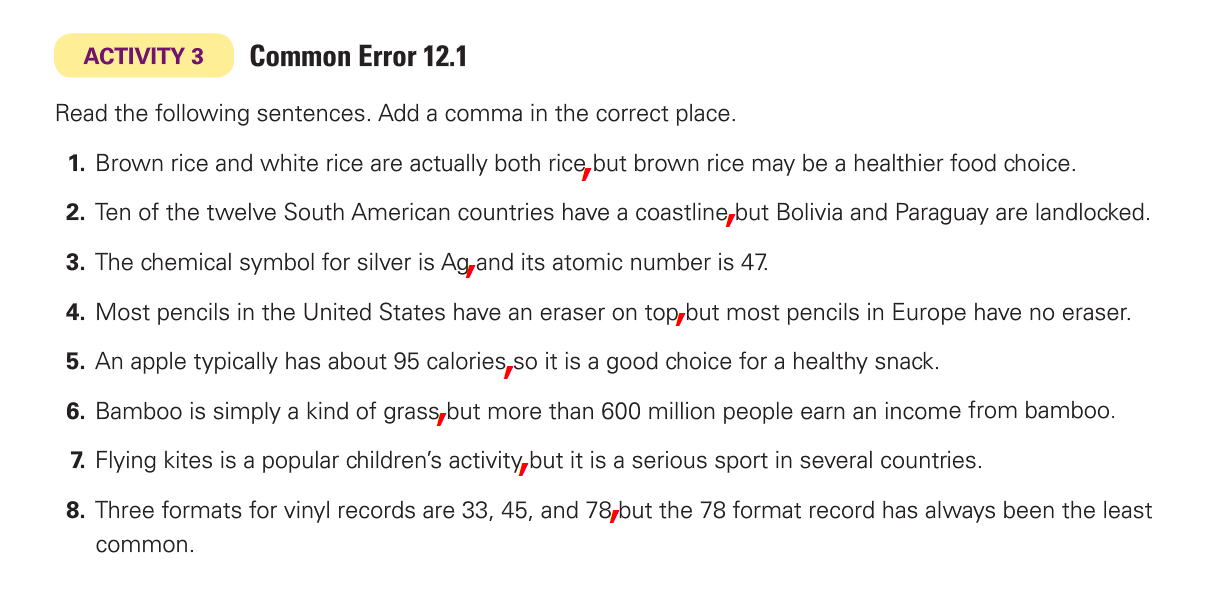 ACTIVITY 3 Common Error 12.1
Read the following sentences. Add a comma in the correct place.
1. Brown rice and white rice are actually both rice, but brown rice may be a healthier food choice.
2. Ten of the twelve South American countries have a coastline, but Bolivia and Paraguay are landlocked.
3. The chemical symbol for silver is Ag, and its atomic number is 47.
4. Most pencils in the United States have an eraser on top, but most pencils in Europe have no eraser.
5. An apple typically has about 95 calories, so it is a good choice for a healthy snack.
6. Bamboo is simply a kind of grass, but more than 600 million people earn an income from bamboo.
7. Flying kites is a popular children’s activity, but it is a serious sport in several countries.
8. Three formats for vinyl records are 33, 45, and 78, but the 78 format record has always been the least
common.